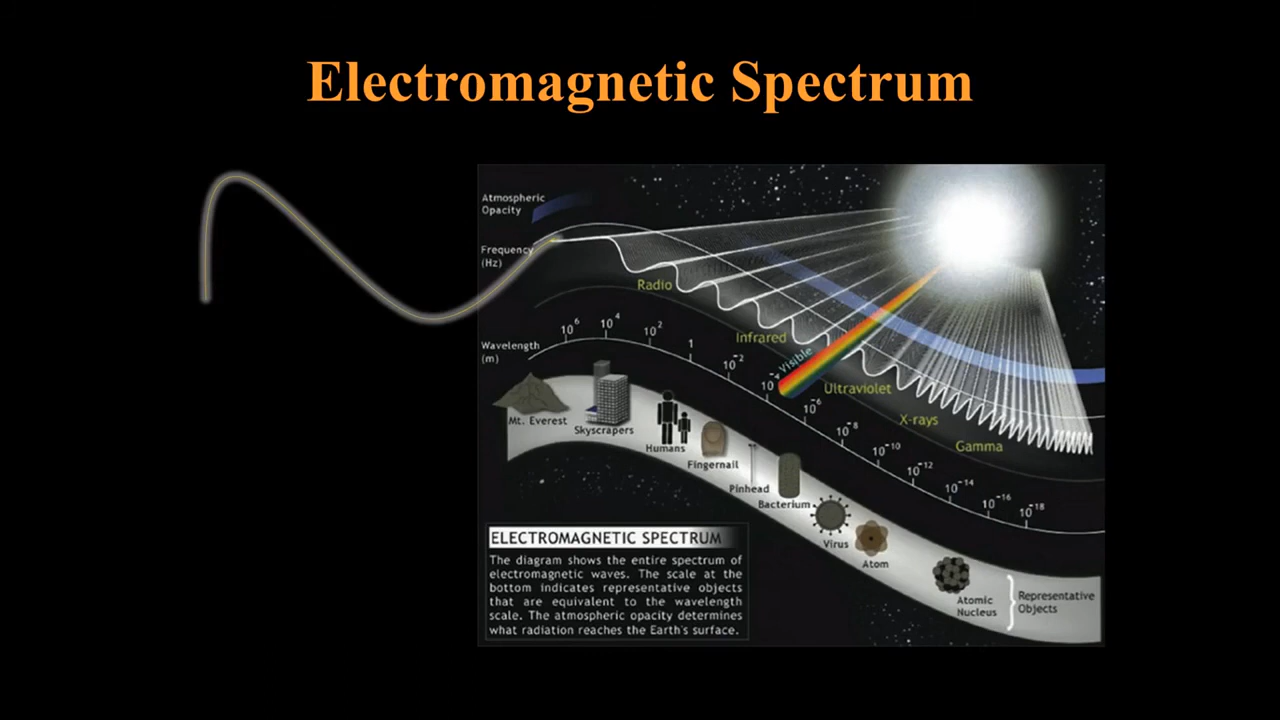 Electromagnetic Spectrum
Atmospheric
Opacity
Frequency
(Hz)
Radio
Infrared
Visible
Ultraviolet
X-rays
Gamma
Wavelength
(m)
10⁶
10⁴
10²
1
10⁻²
10⁻⁴
10⁻⁶
10⁻⁸
10⁻¹⁰
10⁻¹²
10⁻¹⁴
10⁻¹⁶
10⁻¹⁸
Mt. Everest
Skyscrapers
Humans
Fingernail
Pinhead
Bacterium
Virus
Atom
Atomic
Nucleus
Representative
Objects
ELECTROMAGNETIC SPECTRUM
The diagram shows the entire spectrum of
electromagnetic waves. The scale at the
bottom indicates representative objects
that are equivalent to the wavelength
scale. The atmospheric opacity determines
what radiation reaches the Earth's surface.